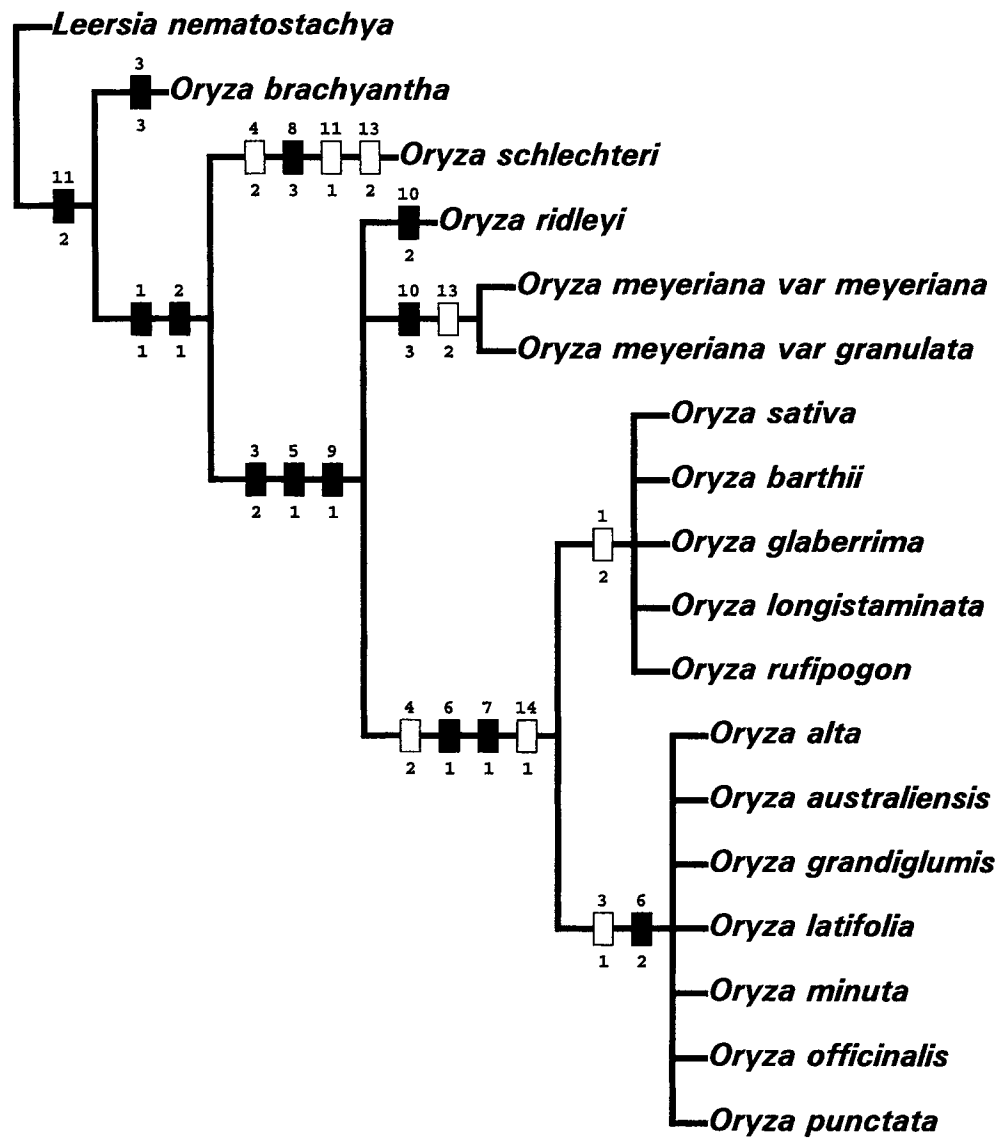 Leersia nematostachya
3
Oryza brachyantha
3
4 8 11 13
Oryza schlechteri
2 3 1 2
11
2
10
Oryza ridleyi
2
1 2
1 1
10 13
3 2
Oryza meyeriana var meyeriana
Oryza meyeriana var granulata
Oryza sativa
3 5 9
2 1 1
Oryza barthii
1
Oryza glaberrima
2
Oryza longistaminata
Oryza rufipogon
4 6 7 14
2 1 1 1
Oryza alta
Oryza australiensis
Oryza grandiglumis
3 6
Oryza latifolia
1 2
Oryza minuta
Oryza officinalis
Oryza punctata